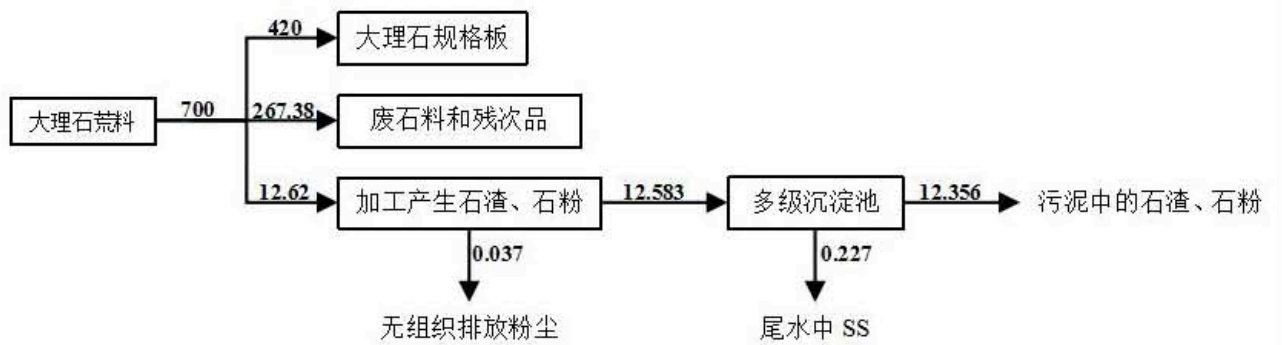 420
大理石规格板
大理石荒料
700
267.38
废石料和残次品
12.62
加工产生石渣、石粉
12.583
多级沉淀池
12.356
污泥中的石渣、石粉
0.037
0.227
无组织排放粉尘
尾水中 SS